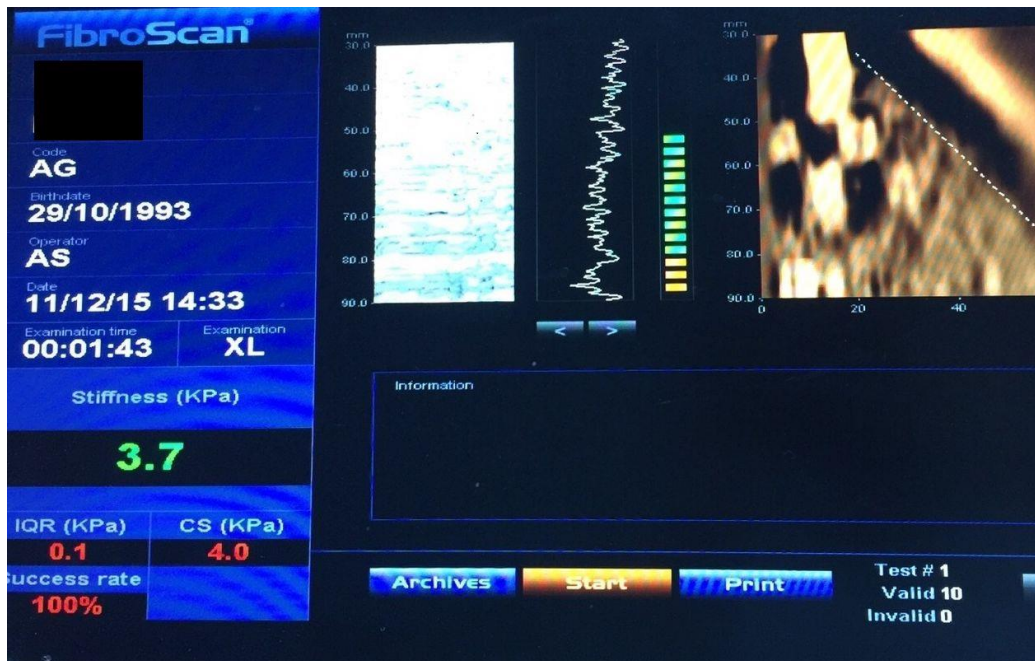 FibroScan®
Code
AG
Birthdate
29/10/1993
Operator
AS
Date
11/12/15 14:33
Examination time
00:01:43
Examination
XL
Stiffness (KPa)
3.7
IQR (KPa)
0.1
CS (KPa)
4.0
Success rate
100%
mm
30.0
40.0
50.0
60.0
70.0
80.0
90.0
< >
mm
30.0
40.0
50.0
60.0
70.0
80.0
90.0
0 20 40
Information
Archives
Start
Print
Test # 1
Valid 10
Invalid 0